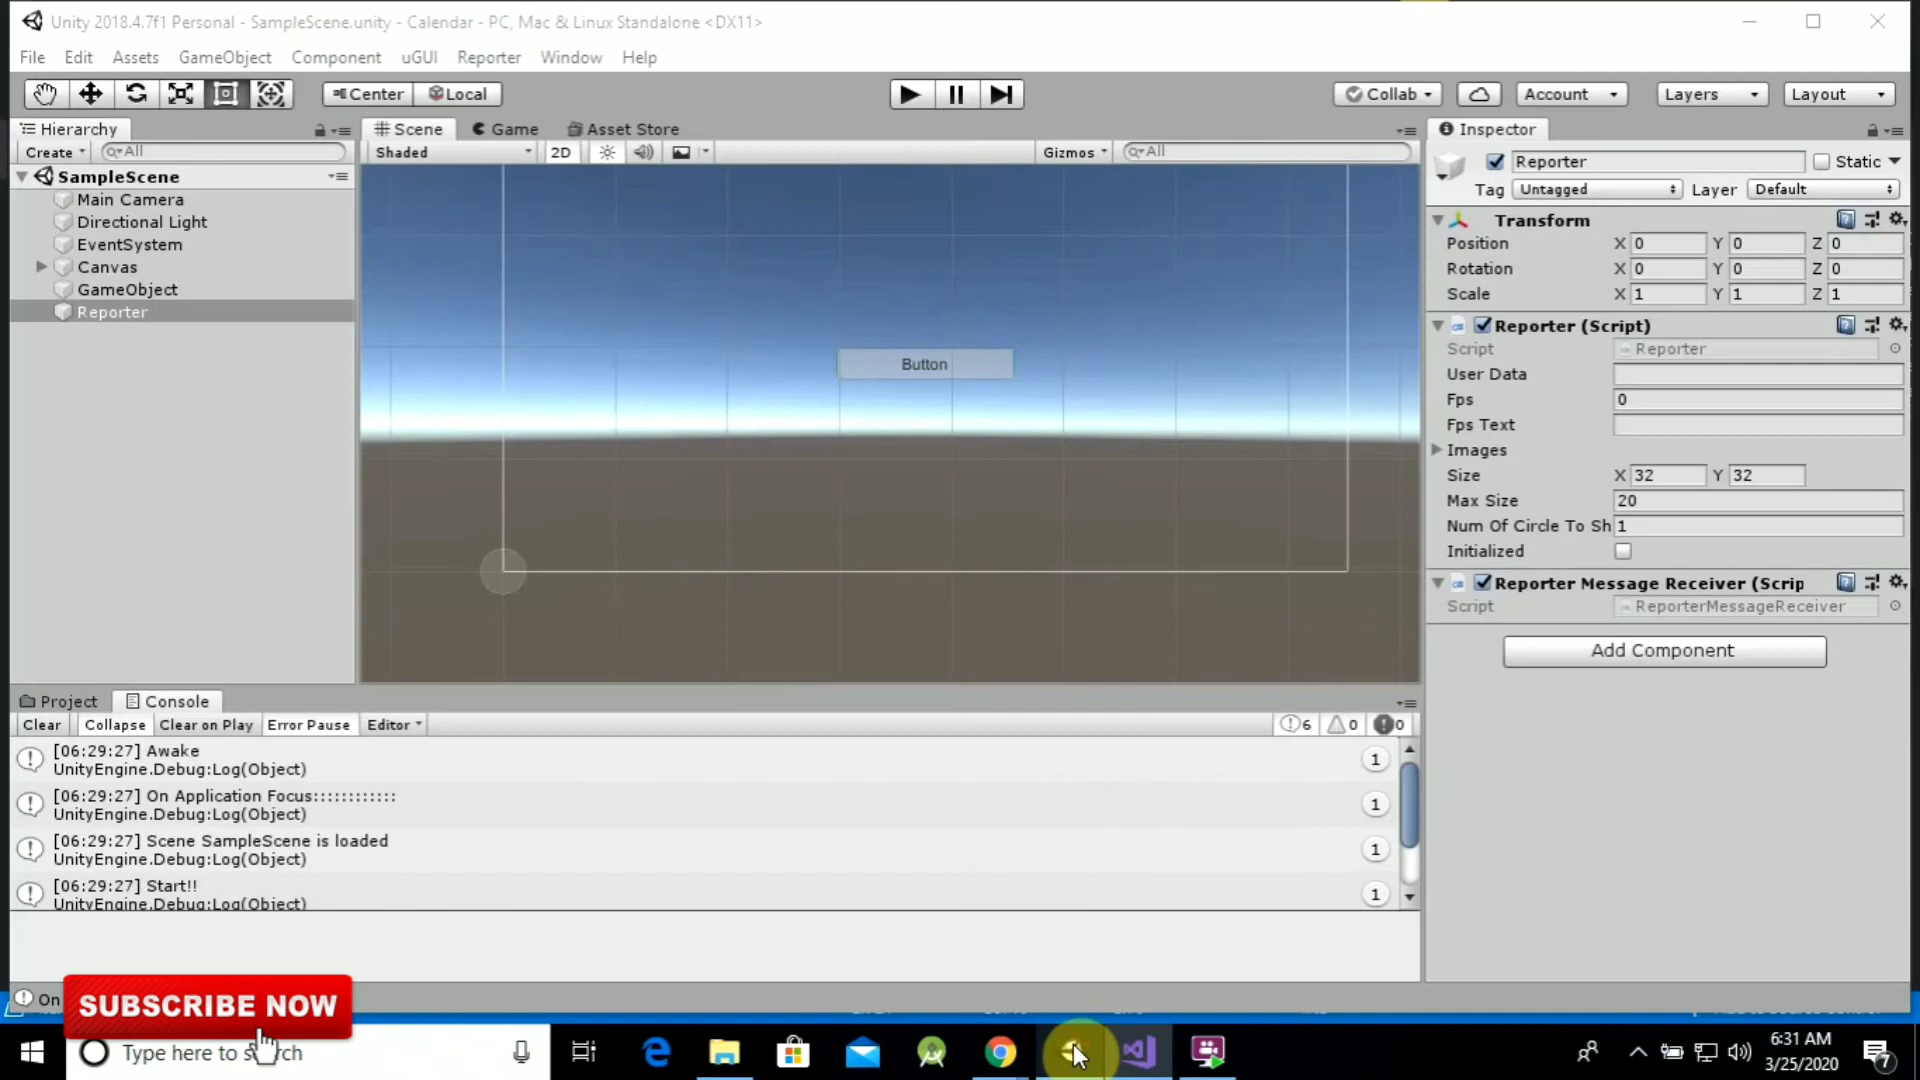 Unity 2018.4.7f1 Personal - SampleScene.unity - Calendar - PC, Mac & Linux Standalone <DX11>
File Edit Assets GameObject Component uGUI Reporter Window Help
Center Local Collab Account Layers Layout
Hierarchy
Create All
SampleScene
Main Camera
Directional Light
EventSystem
Canvas
GameObject
Reporter
Scene Game Asset Store
Shaded 2D Gizmos All
Button
Inspector
Reporter Static
Tag Untagged Layer Default
Transform
Position X 0 Y 0 Z 0
Rotation X 0 Y 0 Z 0
Scale X 1 Y 1 Z 1
Reporter (Script)
Script Reporter
User Data
Fps 0
Fps Text
Images
Size X 32 Y 32
Max Size 20
Num Of Circle To Sh 1
Initialized
Reporter Message Receiver (Scrip
Script ReporterMessageReceiver
Add Component
Project Console
Clear Collapse Clear on Play Error Pause Editor 6 0 0
[06:29:27] Awake
UnityEngine.Debug:Log(Object) 1
[06:29:27] On Application Focus::::::::::::
UnityEngine.Debug:Log(Object) 1
[06:29:27] Scene SampleScene is loaded
UnityEngine.Debug:Log(Object) 1
[06:29:27] Start!!
UnityEngine.Debug:Log(Object) 1
On
SUBSCRIBE NOW
Type here to search
6:31 AM
3/25/2020
7